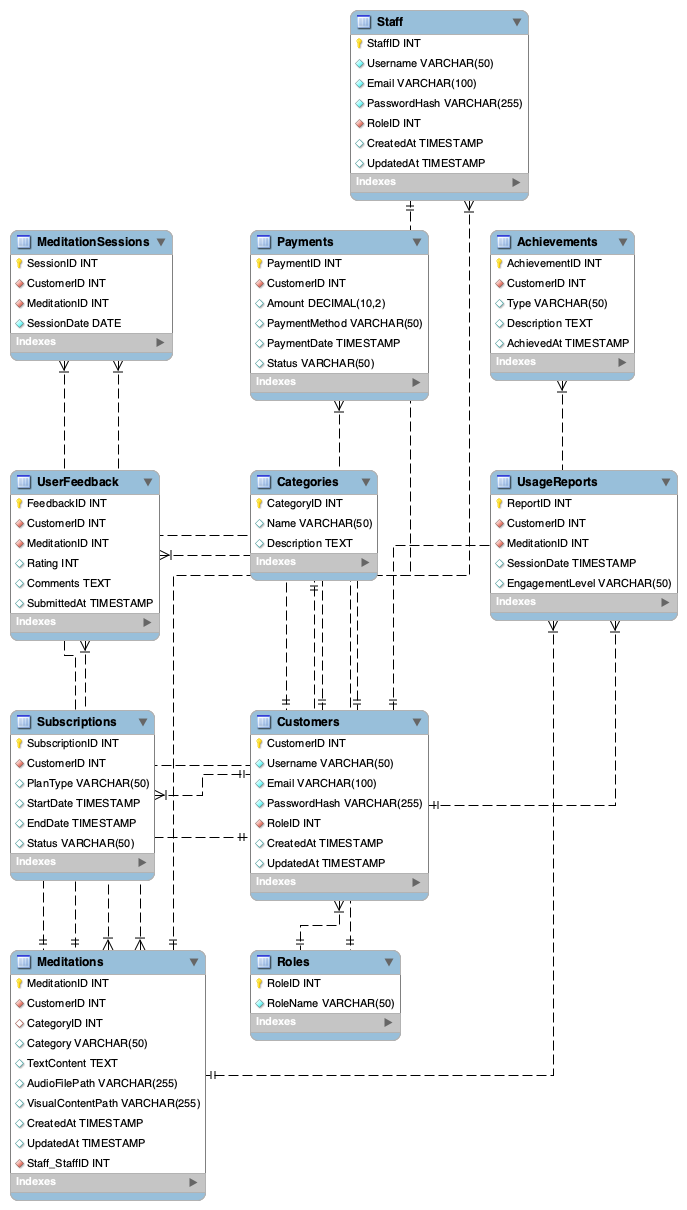 Staff
StaffID INT
Username VARCHAR(50)
Email VARCHAR(100)
PasswordHash VARCHAR(255)
RoleID INT
CreatedAt TIMESTAMP
UpdatedAt TIMESTAMP
Indexes
MeditationSessions
SessionID INT
CustomerID INT
MeditationID INT
SessionDate DATE
Indexes
Payments
PaymentID INT
CustomerID INT
Amount DECIMAL(10,2)
PaymentMethod VARCHAR(50)
PaymentDate TIMESTAMP
Status VARCHAR(50)
Indexes
Achievements
AchievementID INT
CustomerID INT
Type VARCHAR(50)
Description TEXT
AchievedAt TIMESTAMP
Indexes
UserFeedback
FeedbackID INT
CustomerID INT
MeditationID INT
Rating INT
Comments TEXT
SubmittedAt TIMESTAMP
Indexes
Categories
CategoryID INT
Name VARCHAR(50)
Description TEXT
Indexes
UsageReports
ReportID INT
CustomerID INT
MeditationID INT
SessionDate TIMESTAMP
EngagementLevel VARCHAR(50)
Indexes
Subscriptions
SubscriptionID INT
CustomerID INT
PlanType VARCHAR(50)
StartDate TIMESTAMP
EndDate TIMESTAMP
Status VARCHAR(50)
Indexes
Customers
CustomerID INT
Username VARCHAR(50)
Email VARCHAR(100)
PasswordHash VARCHAR(255)
RoleID INT
CreatedAt TIMESTAMP
UpdatedAt TIMESTAMP
Indexes
Meditations
MeditationID INT
CustomerID INT
CategoryID INT
Category VARCHAR(50)
TextContent TEXT
AudioFilePath VARCHAR(255)
VisualContentPath VARCHAR(255)
CreatedAt TIMESTAMP
UpdatedAt TIMESTAMP
Staff_StaffID INT
Indexes
Roles
RoleID INT
RoleName VARCHAR(50)
Indexes